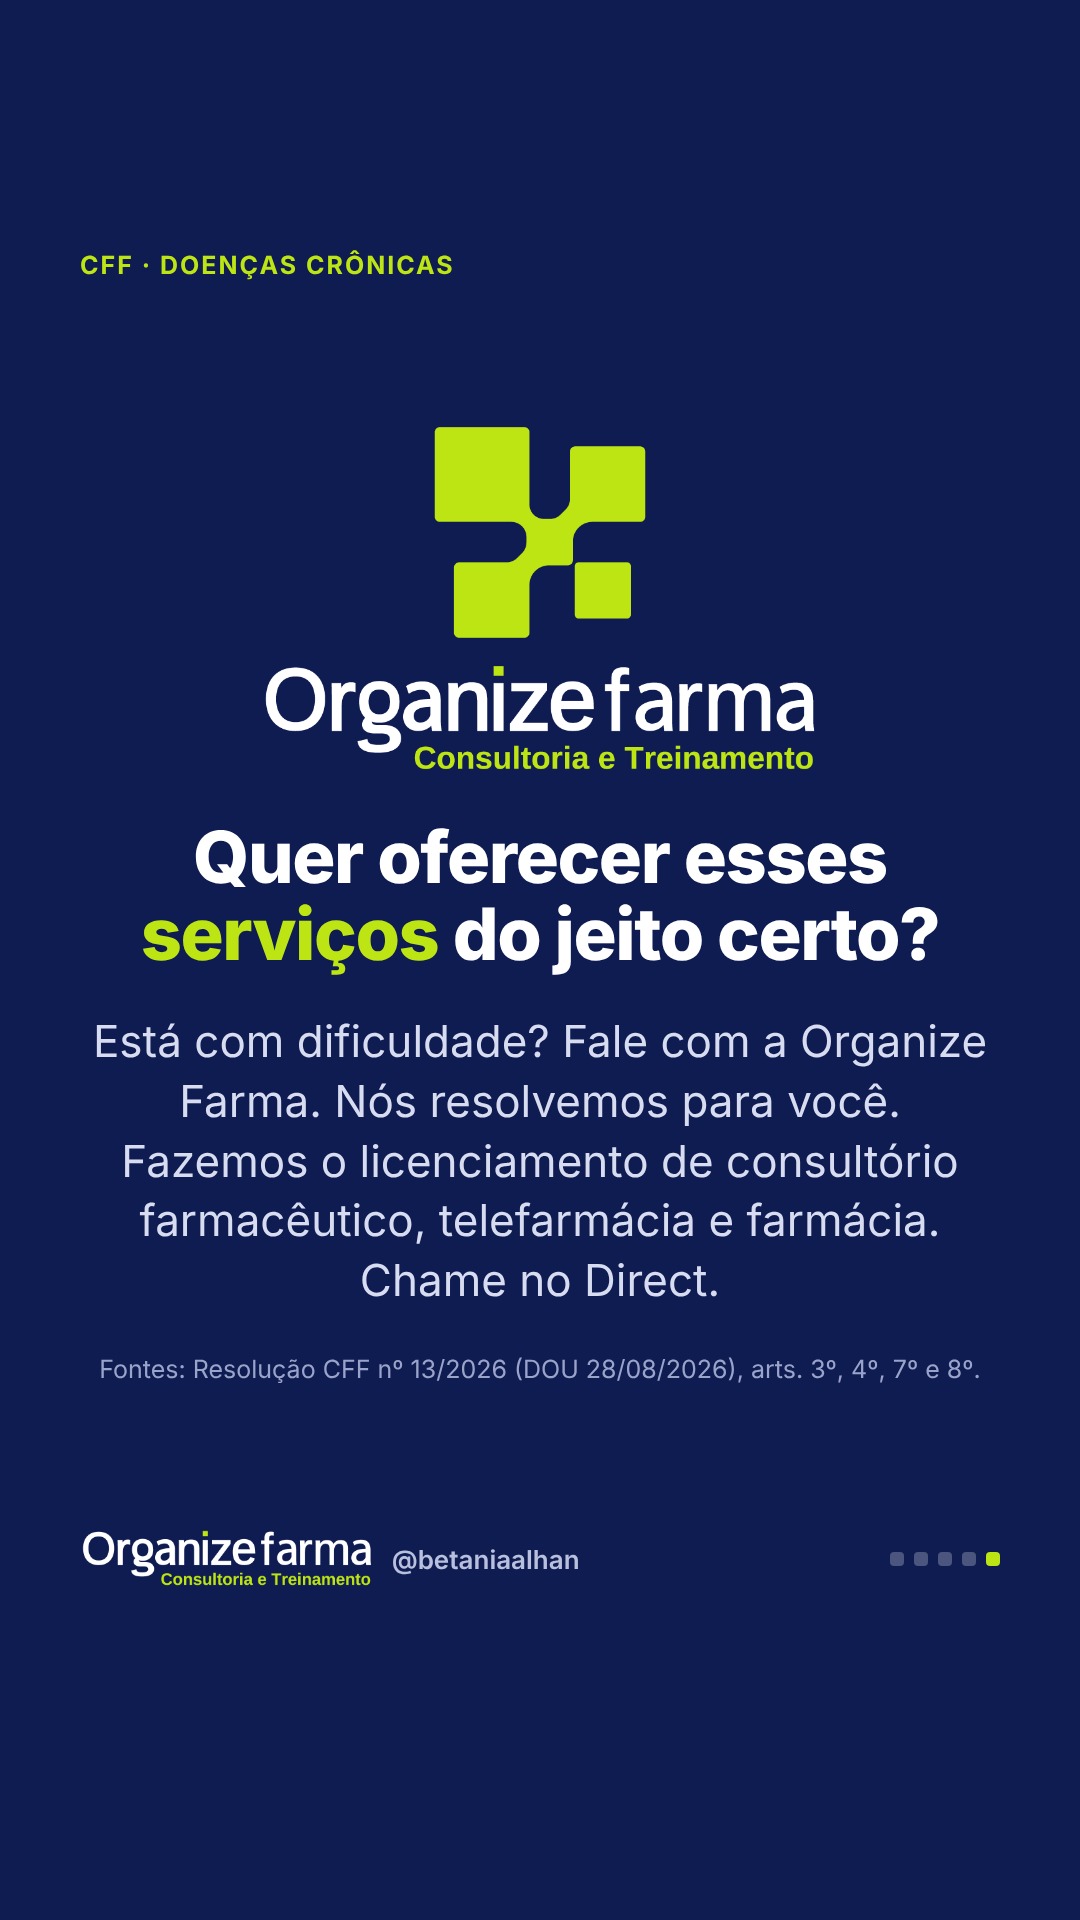 CFF · DOENÇAS CRÔNICAS
Organizefarma
Consultoria e Treinamento
Quer oferecer esses
serviços do jeito certo?
Está com dificuldade? Fale com a Organize
Farma. Nós resolvemos para você.
Fazemos o licenciamento de consultório
farmacêutico, telefarmácia e farmácia.
Chame no Direct.
Fontes: Resolução CFF nº 13/2026 (DOU 28/08/2026), arts. 3º, 4º, 7º e 8º.
Organizefarma
Consultoria e Treinamento
@betaniaalhan